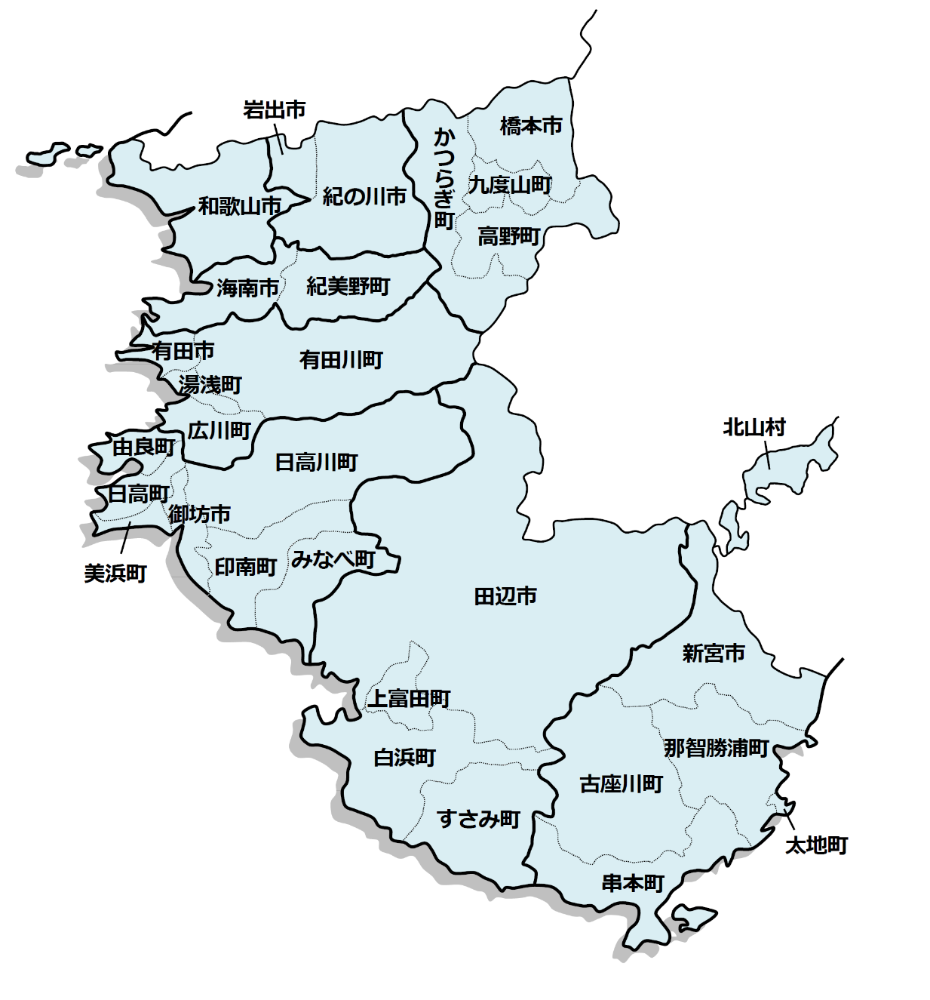 岩出市
橋本市
かつらぎ町
九度山町
紀の川市
和歌山市
高野町
海南市
紀美野町
有田市
有田川町
湯浅町
広川町
北山村
由良町
日高川町
日高町
御坊市
美浜町
印南町
みなべ町
田辺市
新宮市
上富田町
那智勝浦町
白浜町
古座川町
すさみ町
太地町
串本町